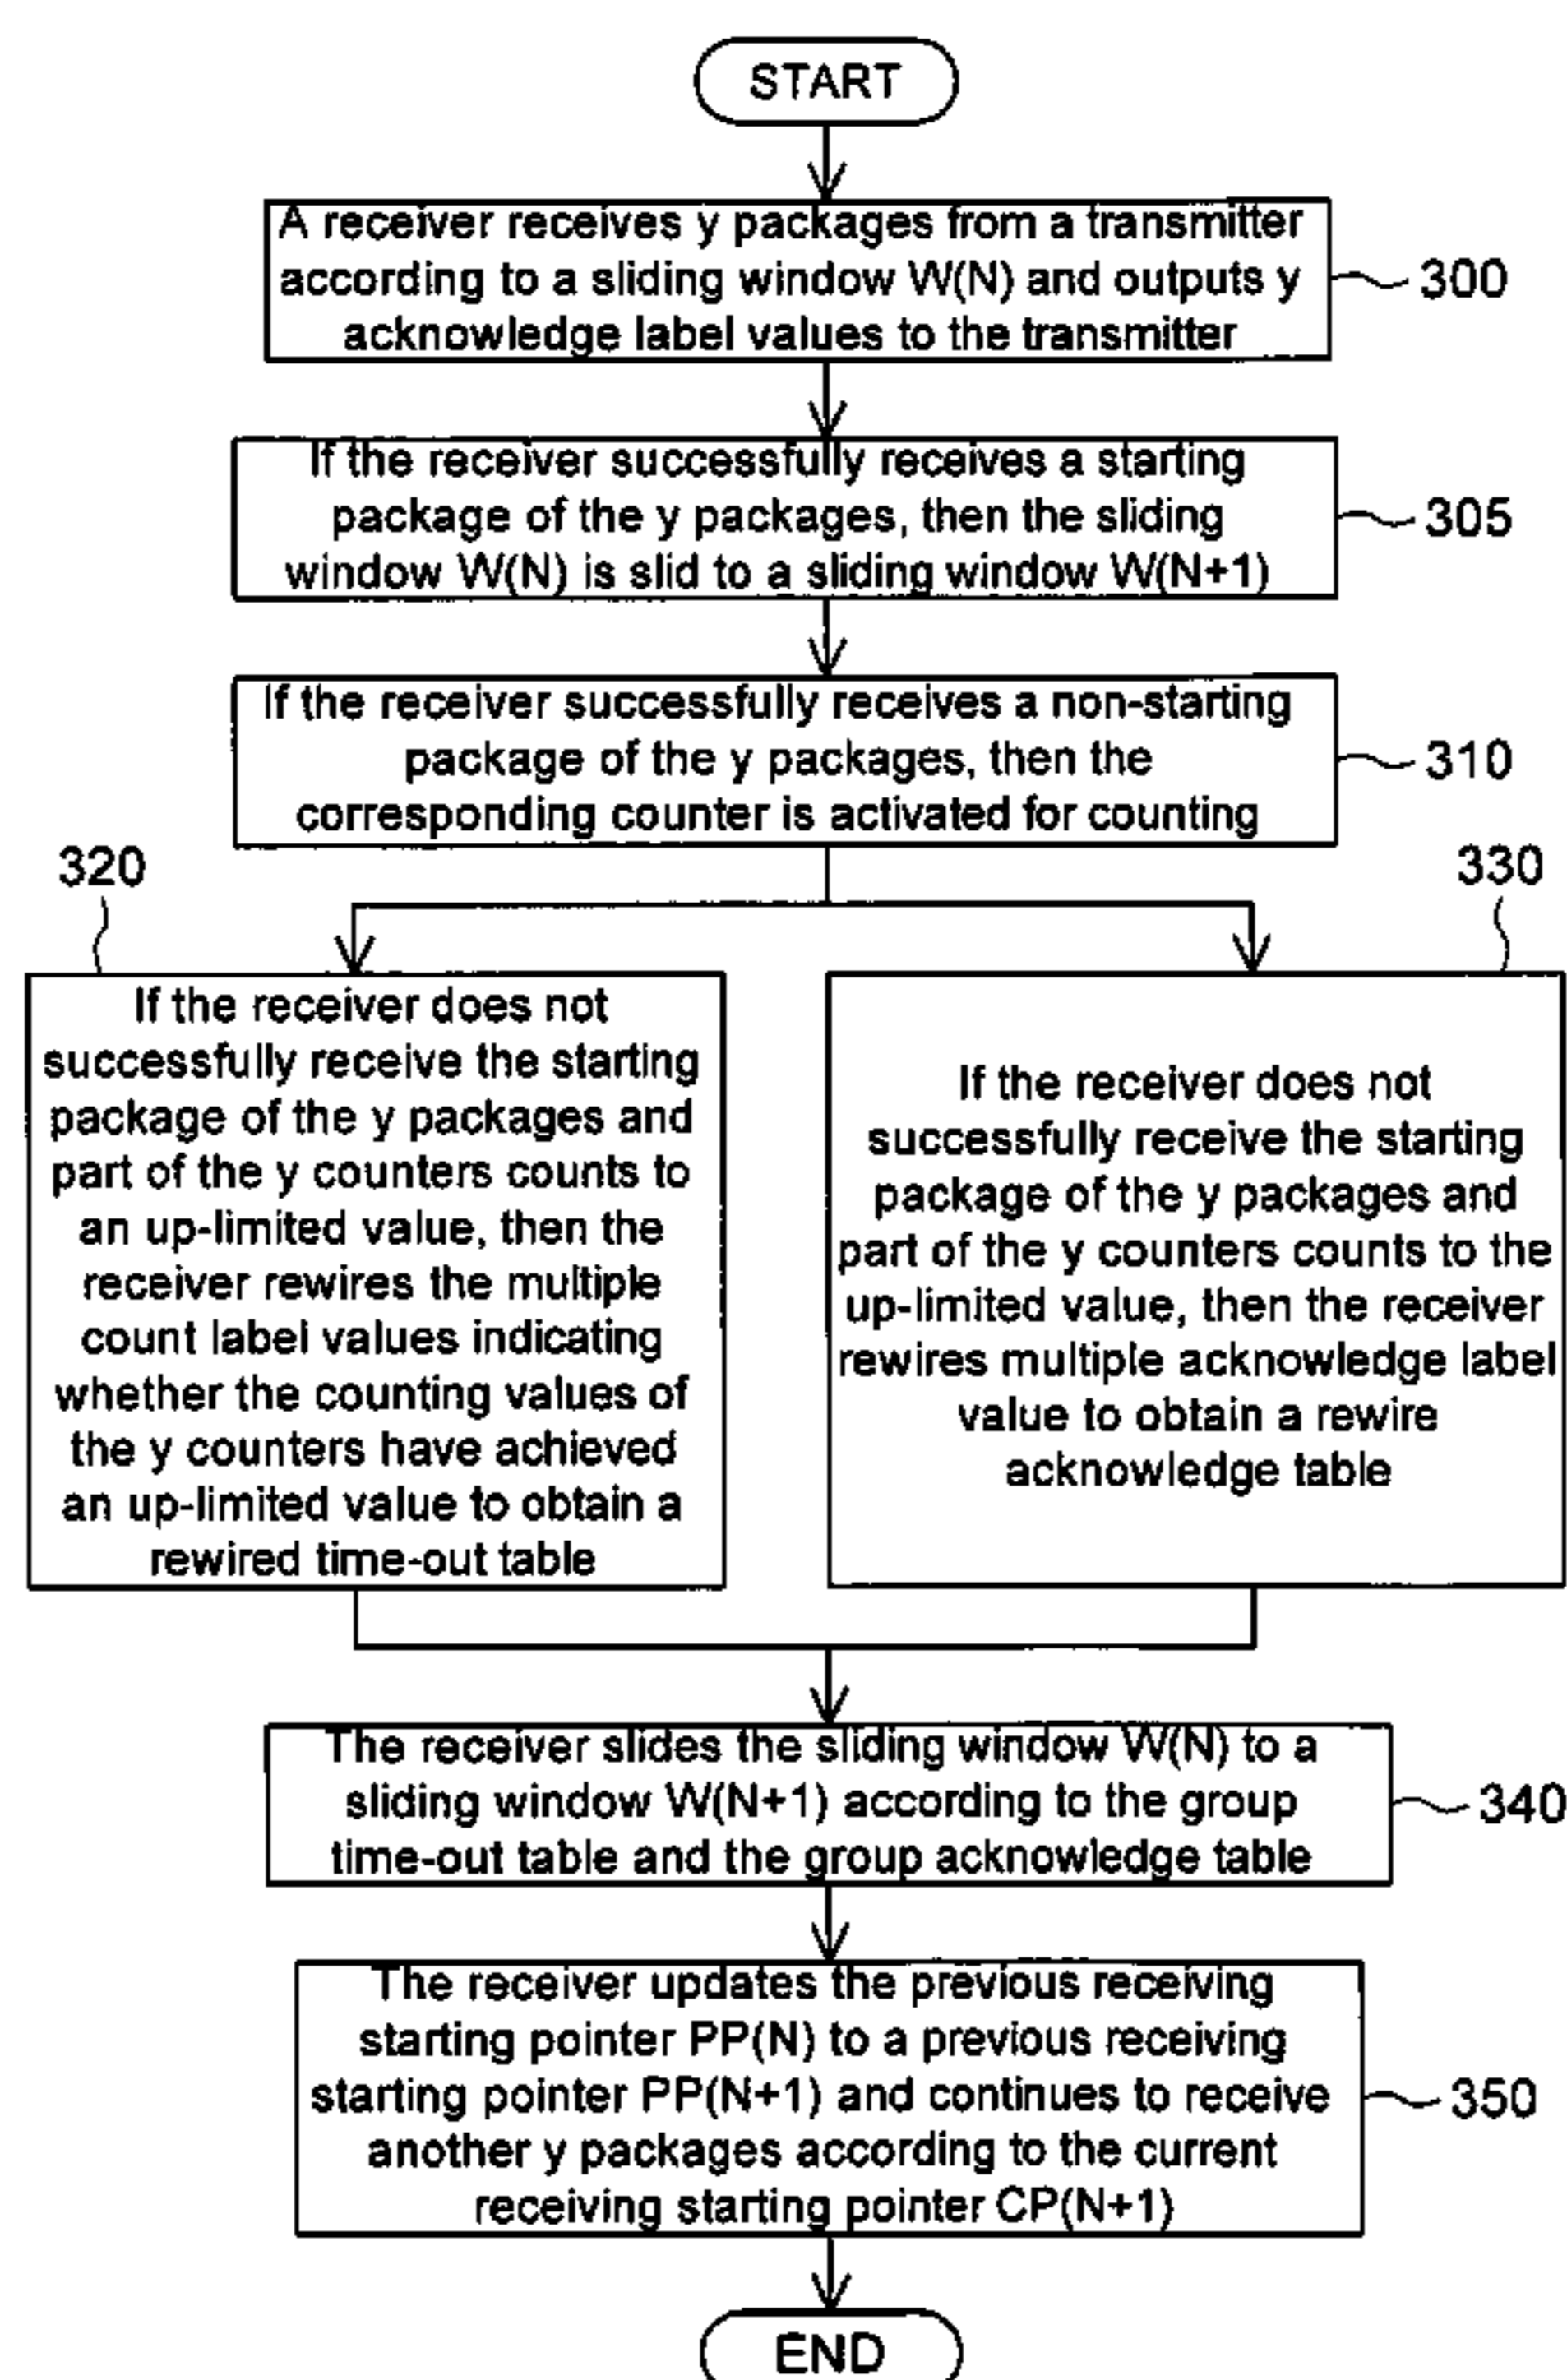 START
A receiver receives y packages from a transmitter
according to a sliding window W(N) and outputs y
acknowledge label values to the transmitter
300
If the receiver successfully receives a starting
package of the y packages, then the sliding
window W(N) is slid to a sliding window W(N+1)
305
If the receiver successfully receives a non-starting
package of the y packages, then the
corresponding counter is activated for counting
310
320
If the receiver does not
successfully receive the starting
package of the y packages and
part of the y counters counts to
an up-limited value, then the
receiver rewires the multiple
count label values indicating
whether the counting values of
the y counters have achieved
an up-limited value to obtain a
rewired time-out table
330
If the receiver does not
successfully receive the starting
package of the y packages and
part of the y counters counts to the
up-limited value, then the receiver
rewires multiple acknowledge label
value to obtain a rewire
acknowledge table
The receiver slides the sliding window W(N) to a
sliding window W(N+1) according to the group
time-out table and the group acknowledge table
340
The receiver updates the previous receiving
starting pointer PP(N) to a previous receiving
starting pointer PP(N+1) and continues to receive
another y packages according to the current
receiving starting pointer CP(N+1)
350
END